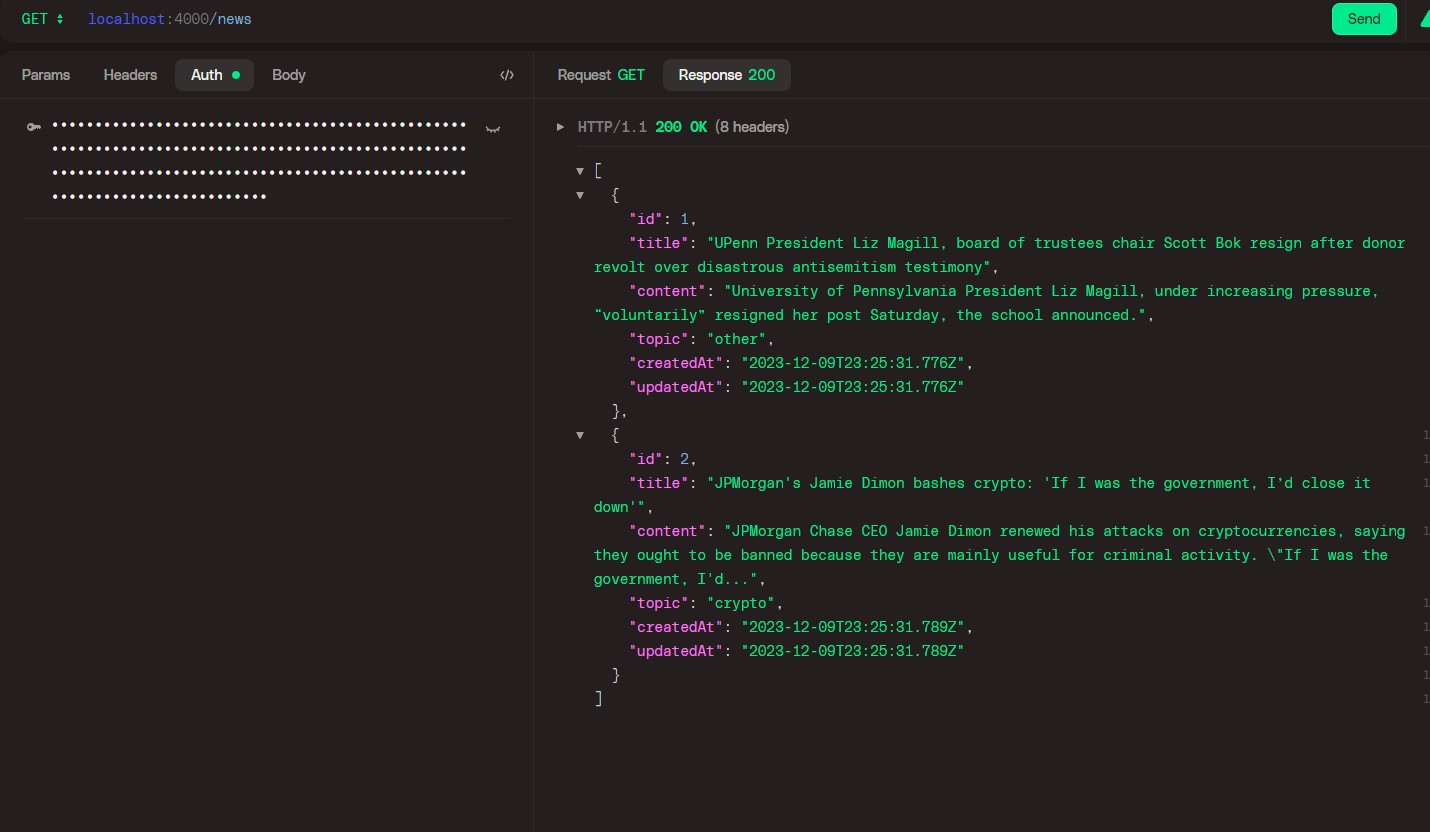 GET localhost:4000/news Send
Params Headers Auth Body </> Request GET Response 200
••••••••••••••••••••••••••••••••••••••••••••••••
••••••••••••••••••••••••••••••••••••••••••••••••
••••••••••••••••••••••••••••••••••••••••••••••••
•••••••••••••••••••••••••
HTTP/1.1 200 OK (8 headers)
[
{
"id": 1,
"title": "UPenn President Liz Magill, board of trustees chair Scott Bok resign after donor
revolt over disastrous antisemitism testimony",
"content": "University of Pennsylvania President Liz Magill, under increasing pressure,
“voluntarily” resigned her post Saturday, the school announced.",
"topic": "other",
"createdAt": "2023-12-09T23:25:31.776Z",
"updatedAt": "2023-12-09T23:25:31.776Z"
},
{
"id": 2,
"title": "JPMorgan's Jamie Dimon bashes crypto: 'If I was the government, I’d close it
down'",
"content": "JPMorgan Chase CEO Jamie Dimon renewed his attacks on cryptocurrencies, saying
they ought to be banned because they are mainly useful for criminal activity. \"If I was the
government, I'd...",
"topic": "crypto",
"createdAt": "2023-12-09T23:25:31.789Z",
"updatedAt": "2023-12-09T23:25:31.789Z"
}
]